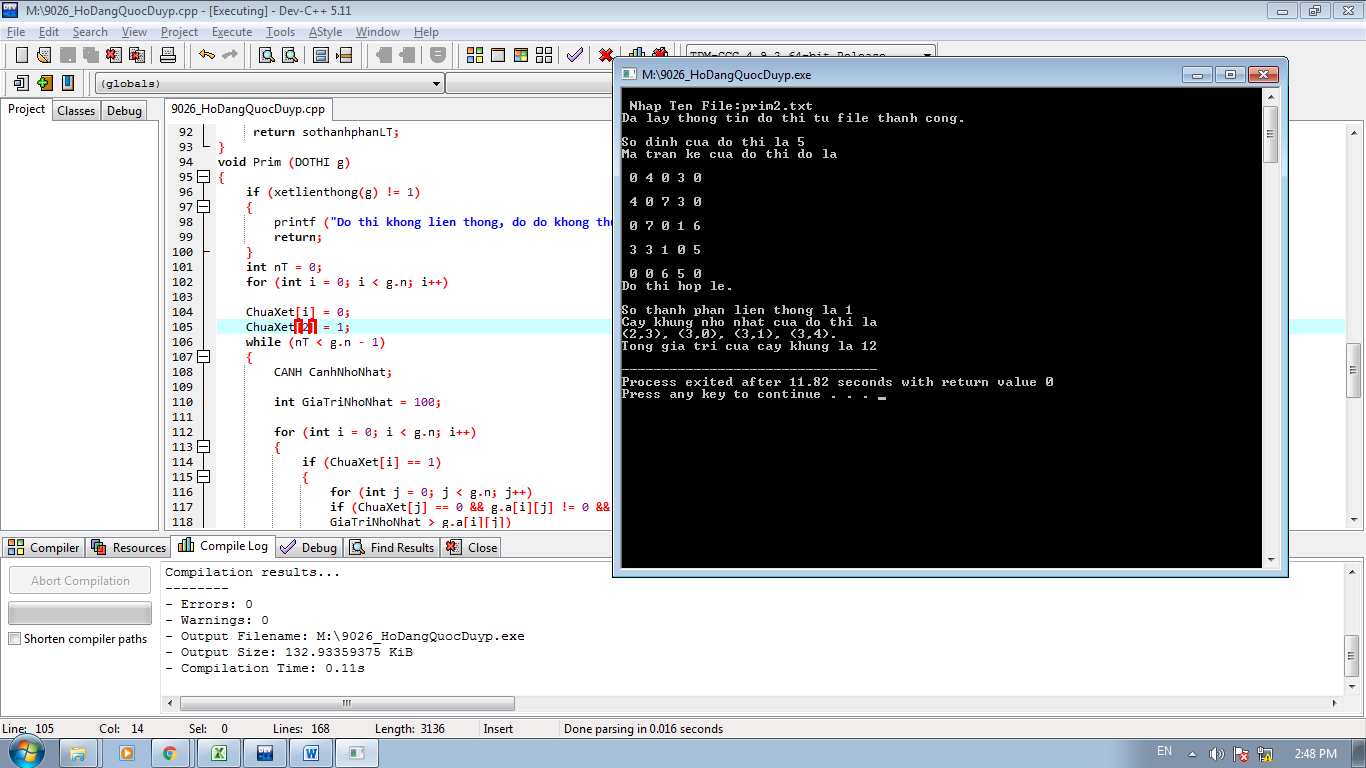 M:\9026_HoDangQuocDuyp.cpp - [Executing] - Dev-C++ 5.11
File Edit Search View Project Execute Tools AStyle Window Help
(globals)
Project Classes Debug
9026_HoDangQuocDuyp.cpp
92 return sothanhphanLT;
93 }
94 void Prim (DOTHI g)
95 {
96 if (xetlienthong(g) != 1)
97 {
98 printf ("Do thi khong lien thong, do do khong
99 return;
100 }
101 int nT = 0;
102 for (int i = 0; i < g.n; i++)
103
104 ChuaXet[i] = 0;
105 ChuaXet[2] = 1;
106 while (nT < g.n - 1)
107 {
108 CANH CanhNhoNhat;
109
110 int GiaTriNhoNhat = 100;
111
112 for (int i = 0; i < g.n; i++)
113 {
114 if (ChuaXet[i] == 1)
115 {
116 for (int j = 0; j < g.n; j++)
117 if (ChuaXet[j] == 0 && g.a[i][j] != 0 &&
118 GiaTriNhoNhat > g.a[i][j])
M:\9026_HoDangQuocDuyp.exe
Nhap Ten File:prim2.txt
Da lay thong tin do thi tu file thanh cong.
So dinh cua do thi la 5
Ma tran ke cua do thi do la
0 4 0 3 0
4 0 7 3 0
0 7 0 1 6
3 3 1 0 5
0 0 6 5 0
Do thi hop le.
So thanh phan lien thong la 1
Cay khung nho nhat cua do thi la
(2,3), (3,0), (3,1), (3,4).
Tong gia tri cua cay khung la 12
--------------------------------
Process exited after 11.82 seconds with return value 0
Press any key to continue . . .
Compiler Resources Compile Log Debug Find Results Close
Abort Compilation
Shorten compiler paths
Compilation results...
--------
- Errors: 0
- Warnings: 0
- Output Filename: M:\9026_HoDangQuocDuyp.exe
- Output Size: 132.93359375 KiB
- Compilation Time: 0.11s
Line: 105 Col: 14 Sel: 0 Lines: 168 Length: 3136 Insert Done parsing in 0.016 seconds
EN 2:48 PM